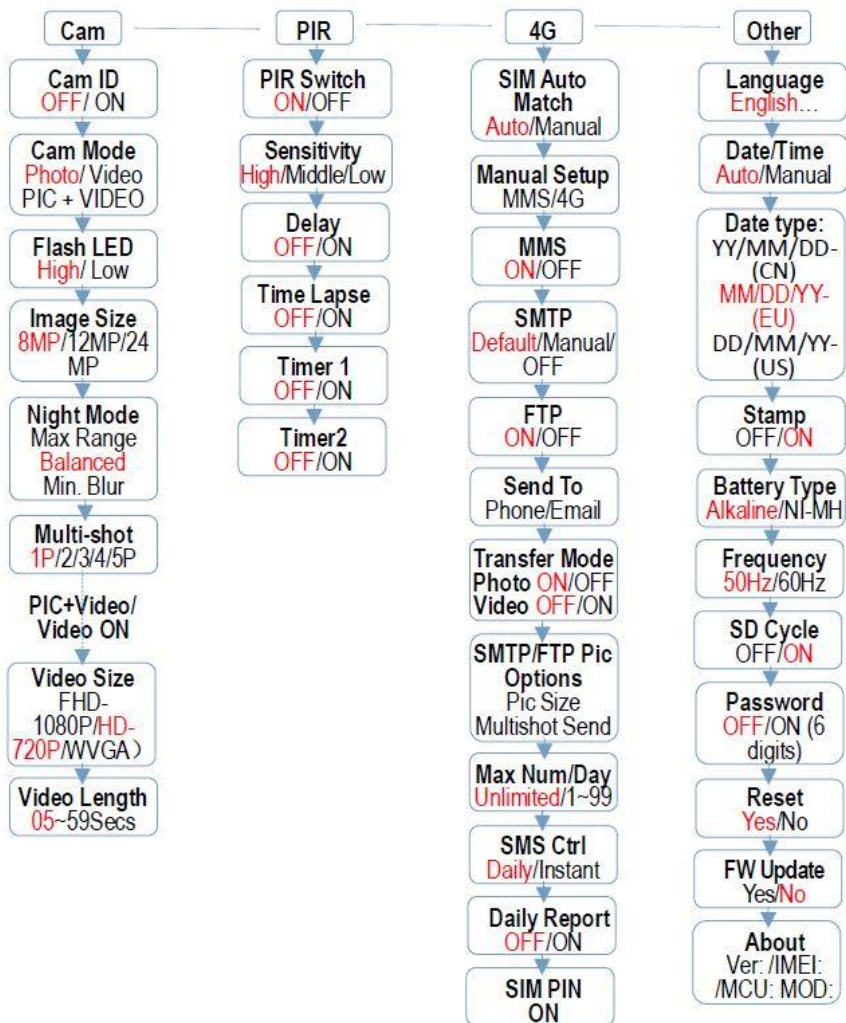 Cam
PIR
4G
Other
Cam ID
OFF/ ON
Cam Mode
Photo/ Video
PIC + VIDEO
Flash LED
High/ Low
Image Size
8MP/12MP/24
MP
Night Mode
Max Range
Balanced
Min. Blur
Multi-shot
1P/2/3/4/5P
PIC+Video/
Video ON
Video Size
FHD-
1080P/HD-
720P/WVGA）
Video Length
05~59Secs
PIR Switch
ON/OFF
Sensitivity
High/Middle/Low
Delay
OFF/ON
Time Lapse
OFF/ON
Timer 1
OFF/ON
Timer2
OFF/ON
SIM Auto
Match
Auto/Manual
Manual Setup
MMS/4G
MMS
ON/OFF
SMTP
Default/Manual/
OFF
FTP
ON/OFF
Send To
Phone/Email
Transfer Mode
Photo ON/OFF
Video OFF/ON
SMTP/FTP Pic
Options
Pic Size
Multishot Send
Max Num/Day
Unlimited/1~99
SMS Ctrl
Daily/Instant
Daily Report
OFF/ON
SIM PIN
ON
Language
English...
Date/Time
Auto/Manual
Date type:
YY/MM/DD-
(CN)
MM/DD/YY-
(EU)
DD/MM/YY-
(US)
Stamp
OFF/ON
Battery Type
Alkaline/NI-MH
Frequency
50Hz/60Hz
SD Cycle
OFF/ON
Password
OFF/ON (6
digits)
Reset
Yes/No
FW Update
Yes/No
About
Ver: /IMEI:
/MCU: MOD: